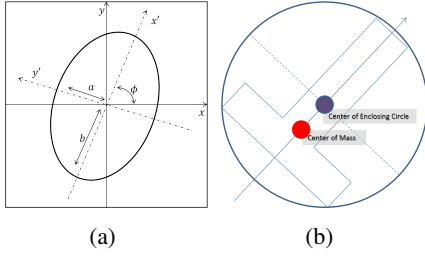 y
x'
y'
a
ϕ
x
b
Center of Enclosing Circle
Center of Mass
(a)
(b)